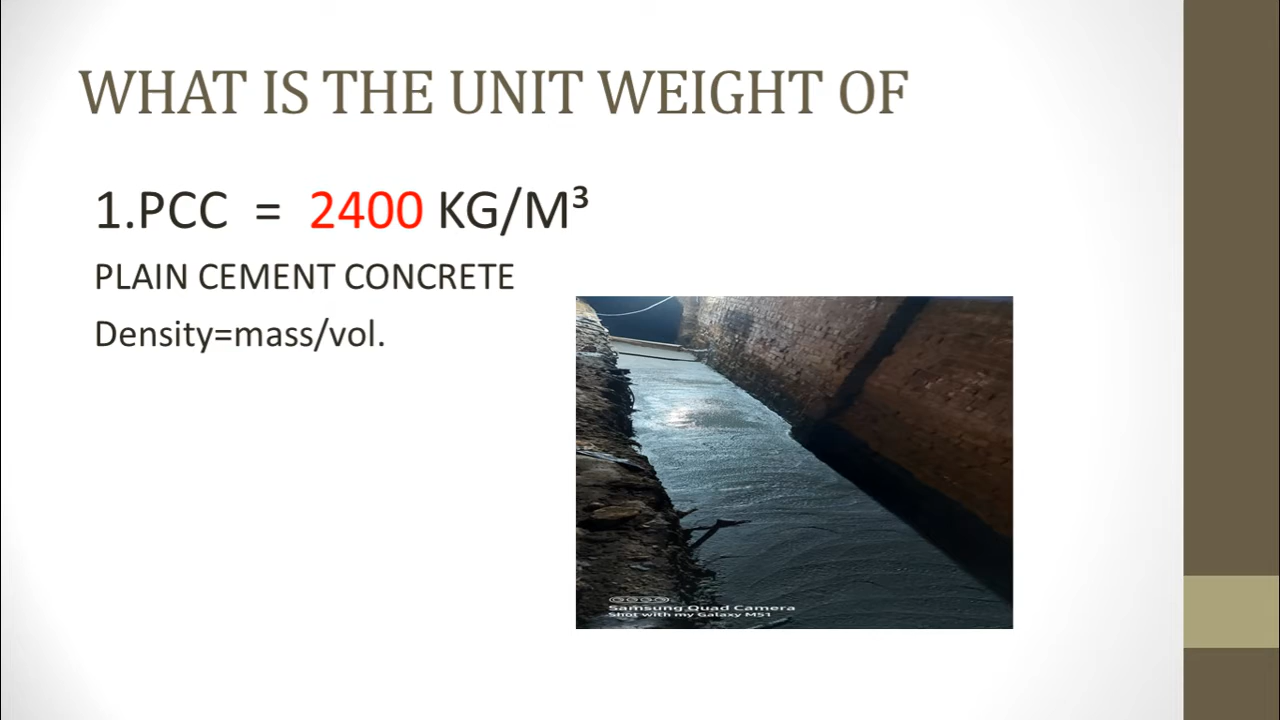 WHAT IS THE UNIT WEIGHT OF
1.PCC = 2400 KG/M³
PLAIN CEMENT CONCRETE
Density=mass/vol.
Samsung Quad Camera
Shot with my Galaxy M51